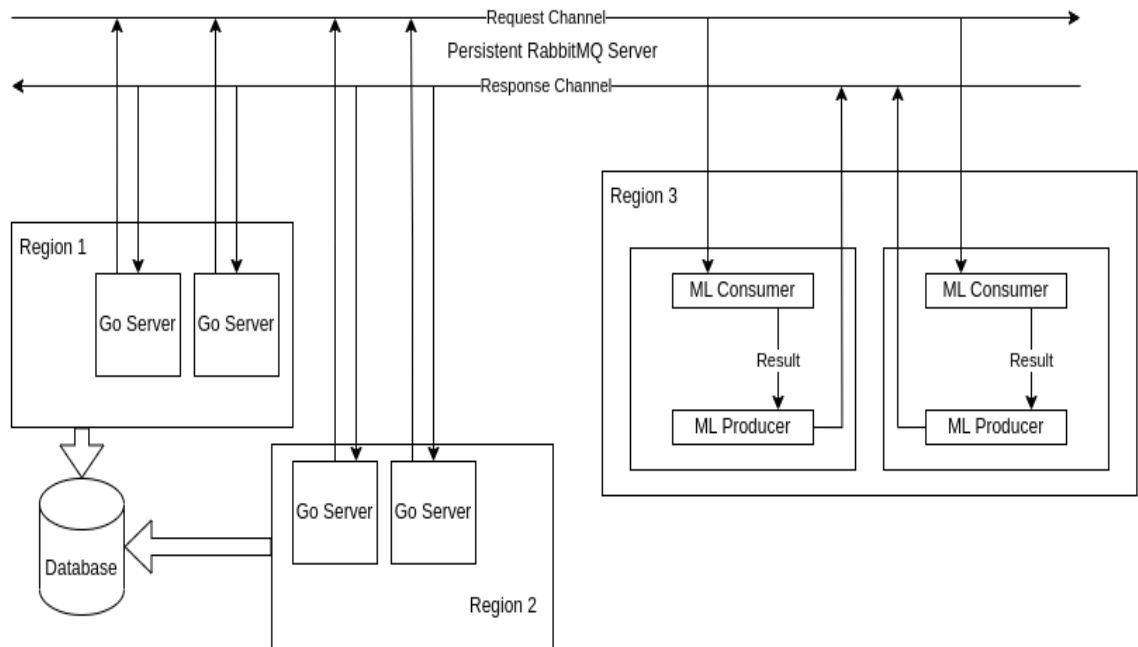 Request Channel
Persistent RabbitMQ Server
Response Channel
Region 1
Go Server
Go Server
Region 3
ML Consumer
ML Consumer
Result
Result
ML Producer
ML Producer
Go Server
Go Server
Database
Region 2